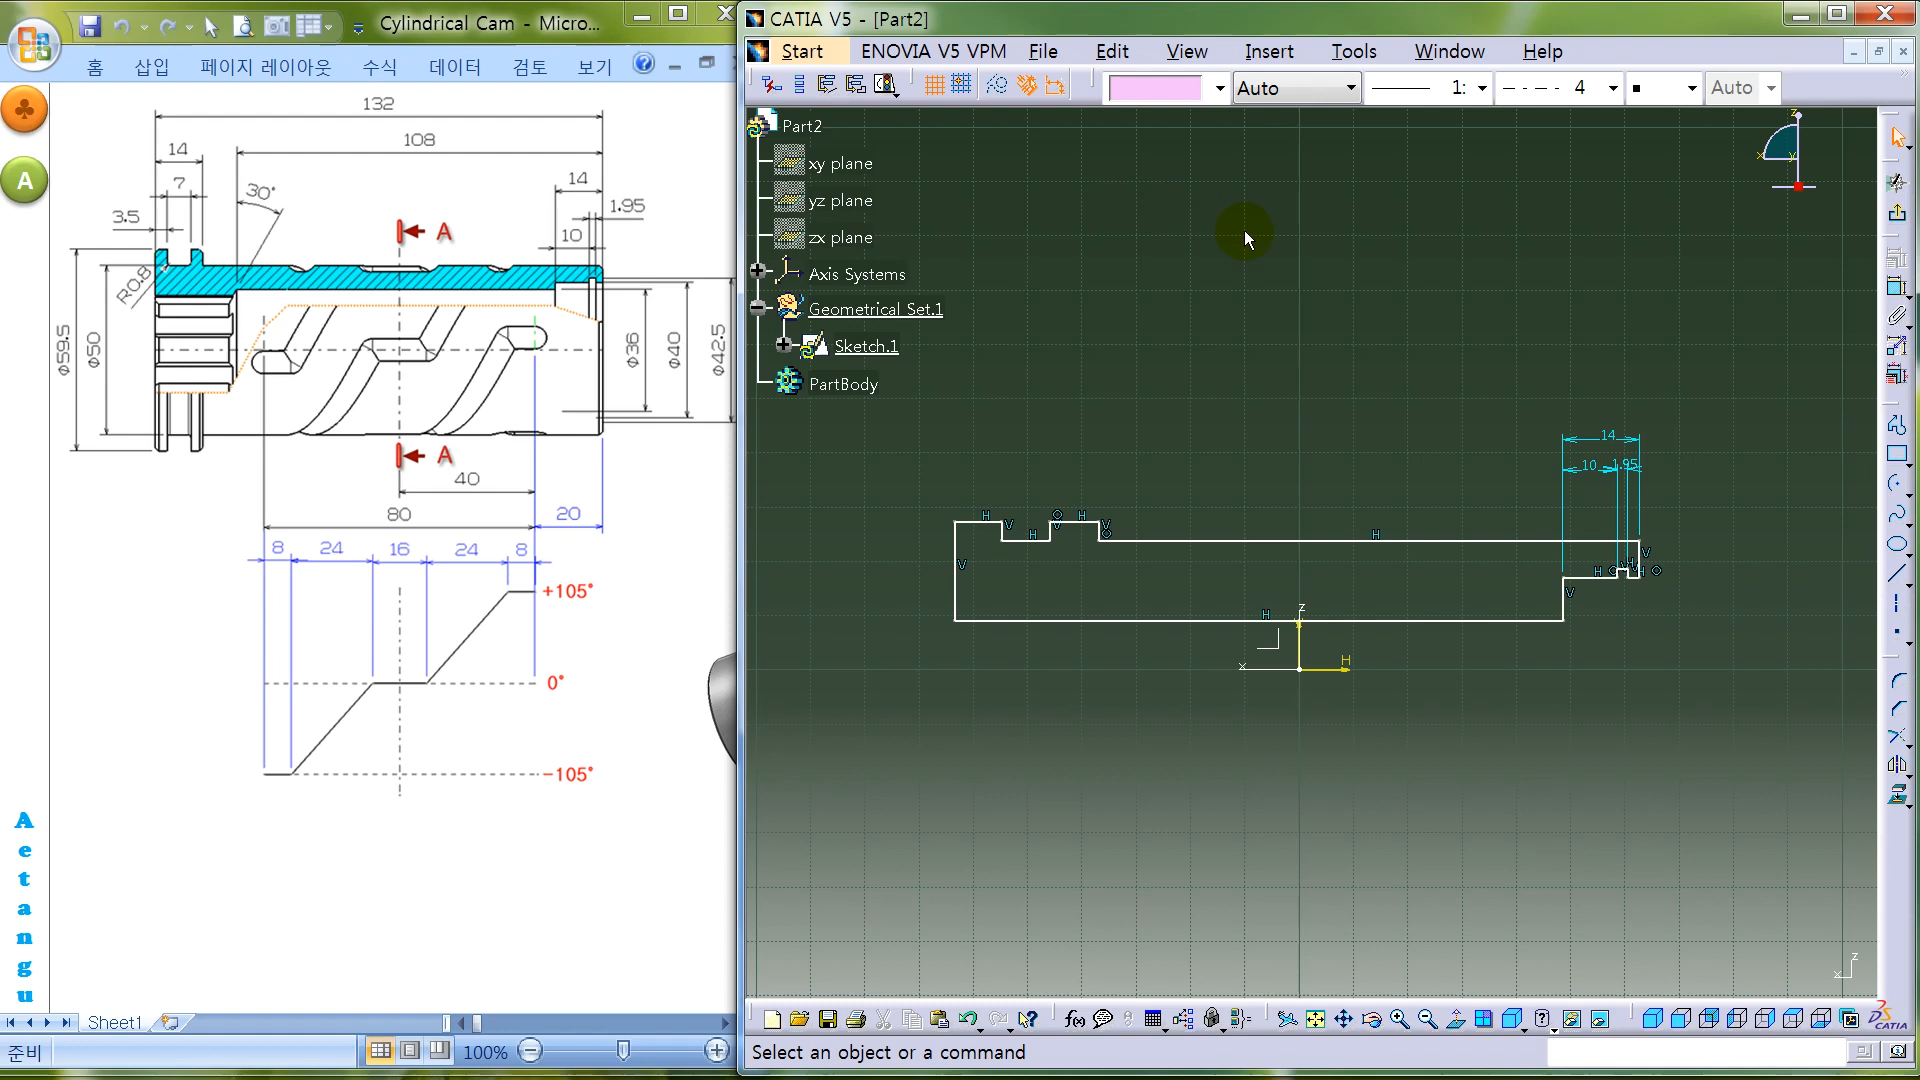 Cylindrical Cam - Micro...
홈 삽입 페이지 레이아웃 수식 데이터 검토 보기
132
108
14
14
7
30°
1.95
3.5
10
A
R0.8
Φ59.5
Φ50
Φ36
Φ40
Φ42.5
A
40
80
20
8
24
16
24
8
+105°
0°
-105°
A
e
t
a
n
g
u
Sheet1
준비
100%
CATIA V5 - [Part2]
Start ENOVIA V5 VPM File Edit View Insert Tools Window Help
Auto
1:
4
Auto
Part2
xy plane
yz plane
zx plane
Axis Systems
Geometrical Set.1
Sketch.1
PartBody
z
x
y
14
10
1.95
H
V
H
V
H
V
H
V
V
H
V
H
H
V
H
z
x
H
z
x
CATIA
Select an object or a command